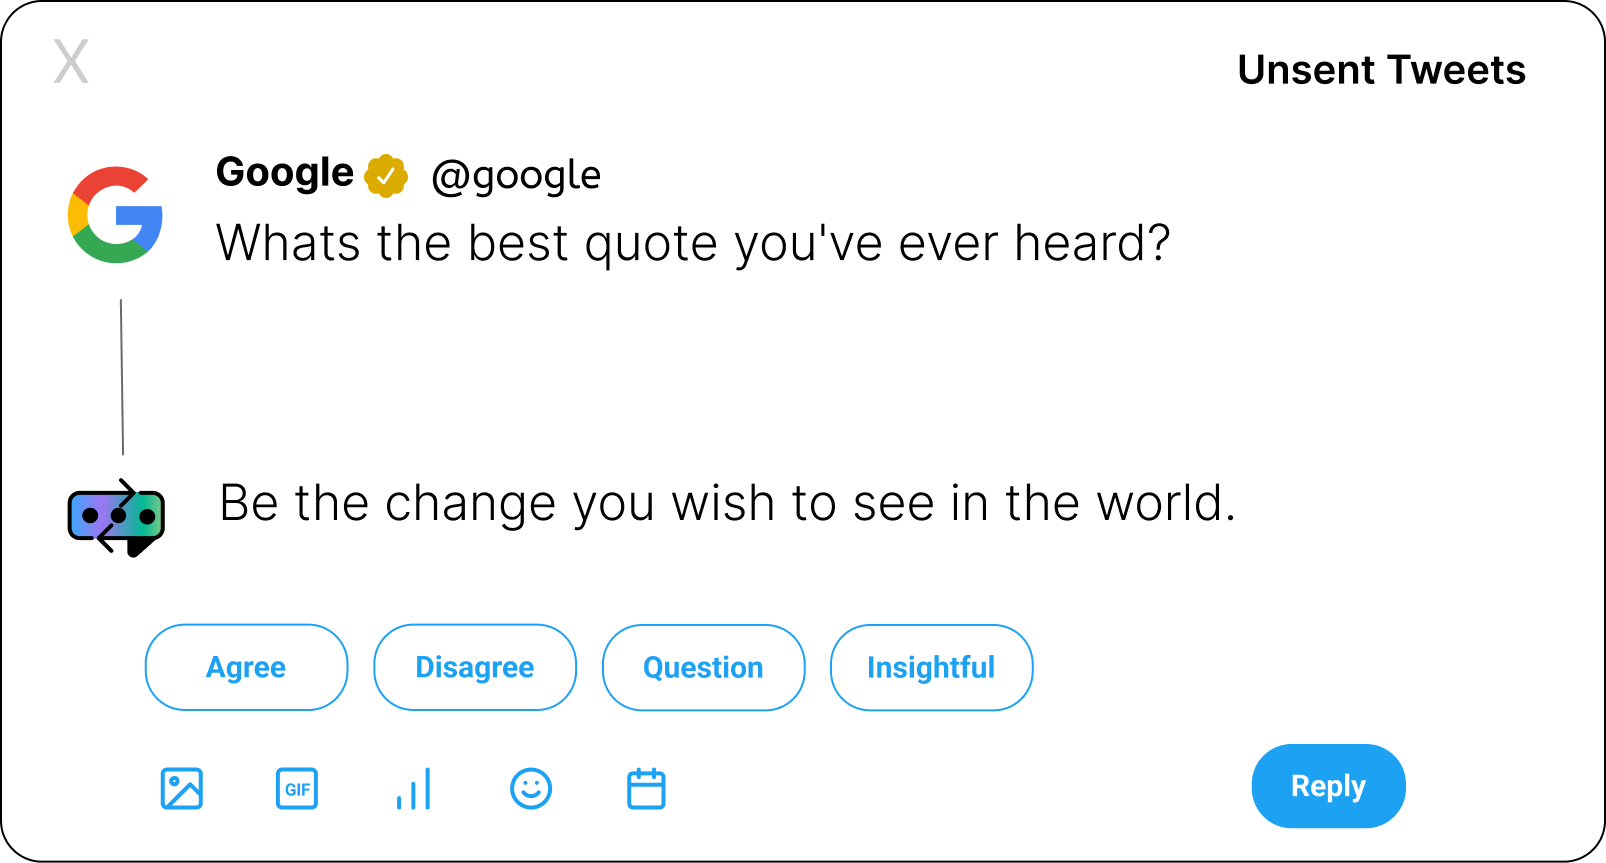 X
Unsent Tweets
Google @google
Whats the best quote you've ever heard?
Be the change you wish to see in the world.
Agree
Disagree
Question
Insightful
GIF
Reply